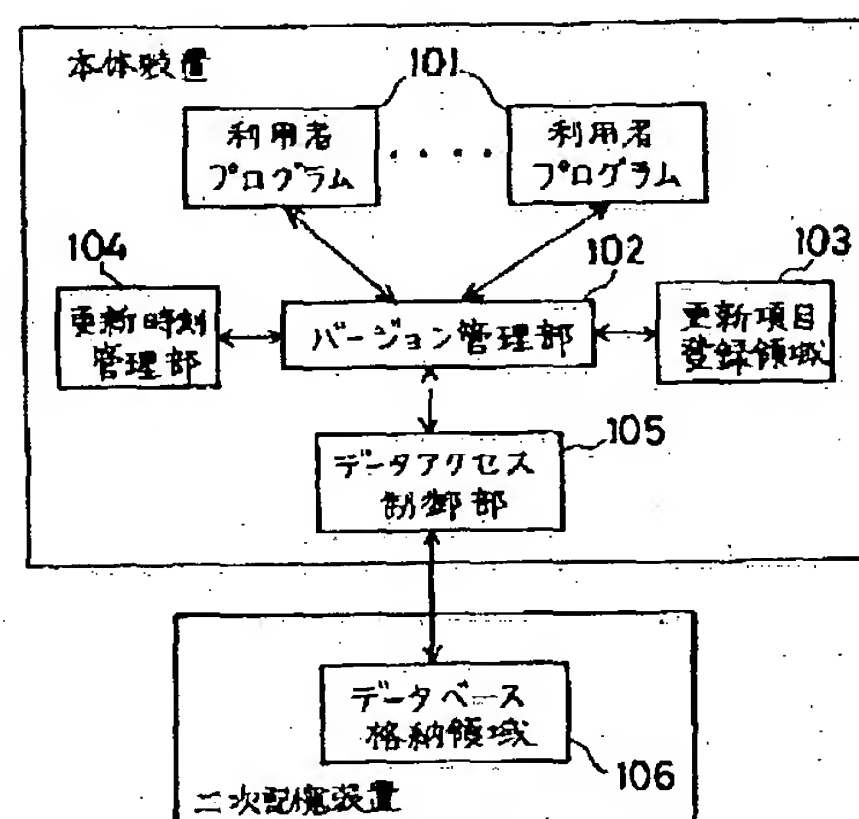 本体装置
101
利用者
プログラム
・・・・
利用者
プログラム
104
102
103
更新時刻
管理部
バージョン管理部
更新項目
登録領域
105
データアクセス
制御部
データベース
格納領域
106
二次記憶装置